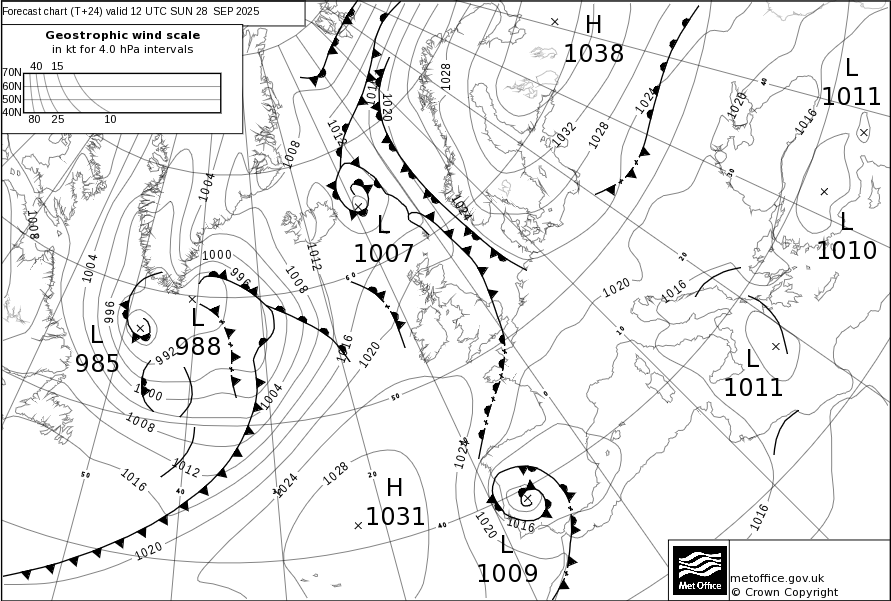 Forecast chart (T+24) valid 12 UTC SUN 28 SEP 2025
Geostrophic wind scale
in kt for 4.0 hPa intervals
40 15
70N
60N
50N
40N
80 25 10
H
1038
L
1011
1028
1020
1024
1020
1016
1012
1008
1032
1028
1004
1024
1008
L
1007
L
1010
1000
996
1004
1012
1008
1020
1016
996
L
988
L
985
992
1016
1020
L
1011
1000
1004
1008
1024
1012
1016
1028
1024
H
1031
1020
1016
1016
1020
L
1009
Met Office
metoffice.gov.uk
© Crown Copyright